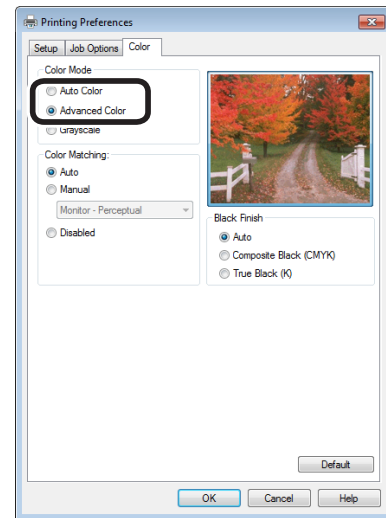 Printing Preferences
Setup Job Options Color
Color Mode
Auto Color
Advanced Color
Grayscale
Color Matching:
Auto
Manual
Monitor - Perceptual
Disabled
Black Finish
Auto
Composite Black (CMYK)
True Black (K)
Default
OK Cancel Help